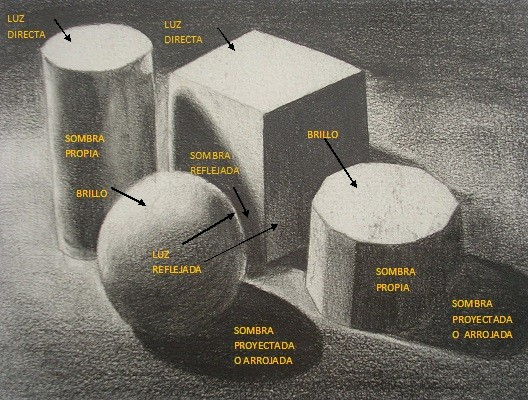 LUZ
DIRECTA
LUZ
DIRECTA
SOMBRA
PROPIA
SOMBRA
REFLEJADA
BRILLO
BRILLO
LUZ
REFLEJADA
SOMBRA
PROPIA
SOMBRA
PROYECTADA
O ARROJADA
SOMBRA
PROYECTADA
O ARROJADA